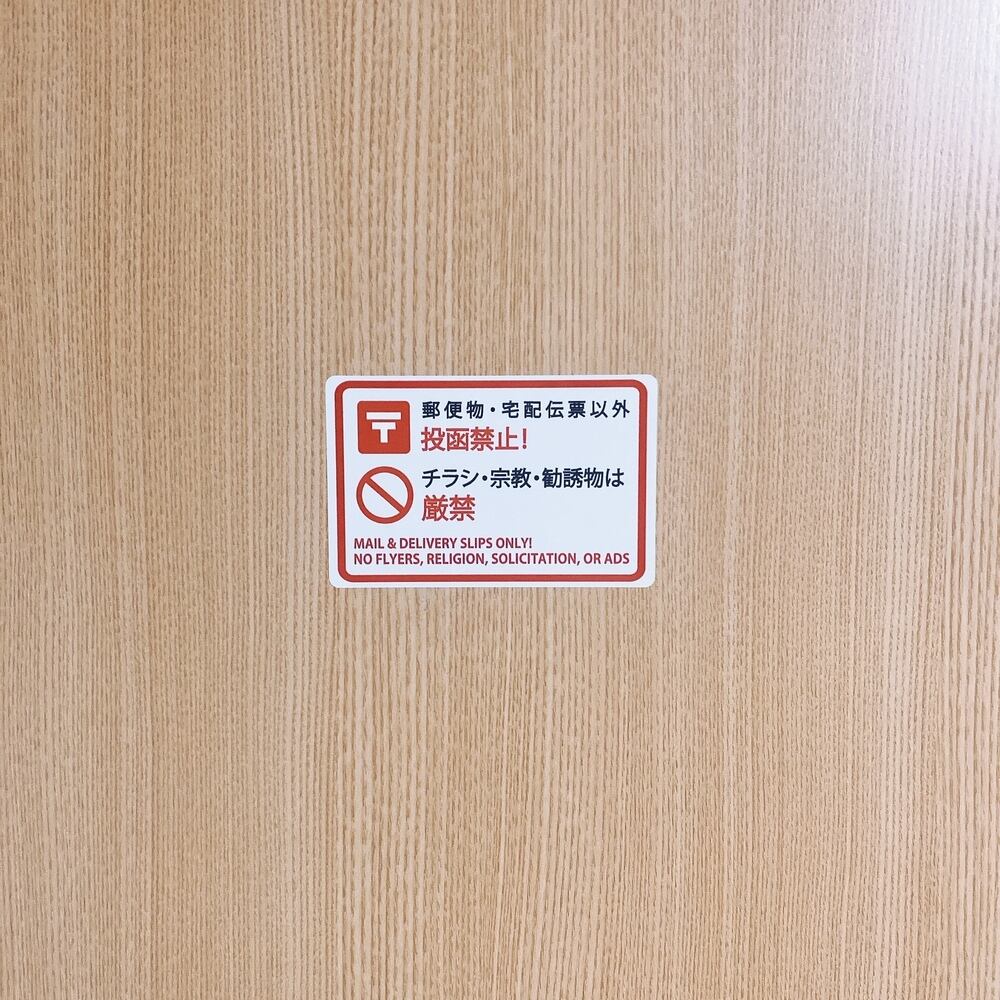 〒
郵便物・宅配伝票以外
投函禁止!
チラシ・宗教・勧誘物は
厳禁
MAIL & DELIVERY SLIPS ONLY!
NO FLYERS, RELIGION, SOLICITATION, OR ADS